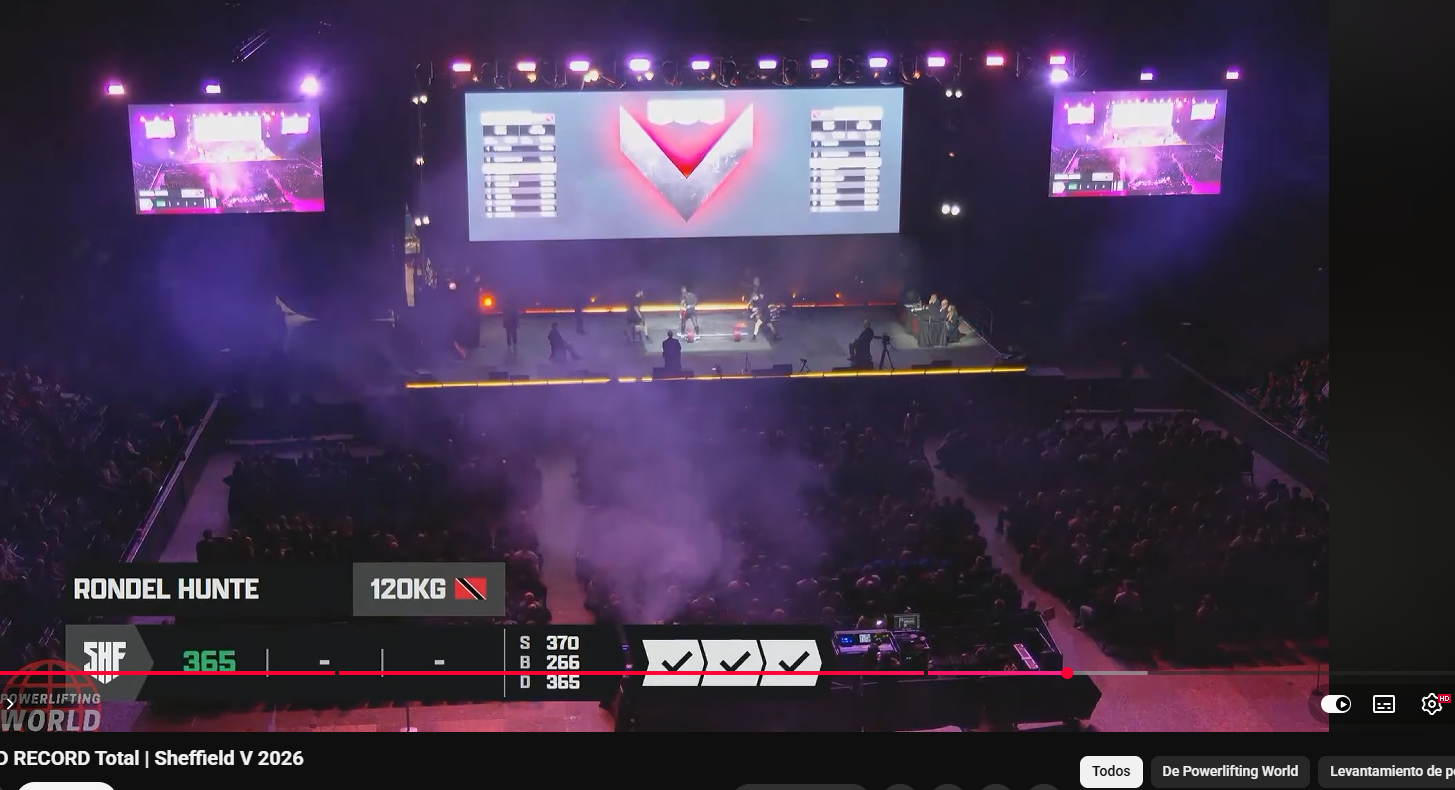 RONDEL HUNTE
120KG
SHF
365
-
-
S 370
B 266
D 365
POWERLIFTING
WORLD
HD
D RECORD Total | Sheffield V 2026
Todos
De Powerlifting World
Levantamiento de p